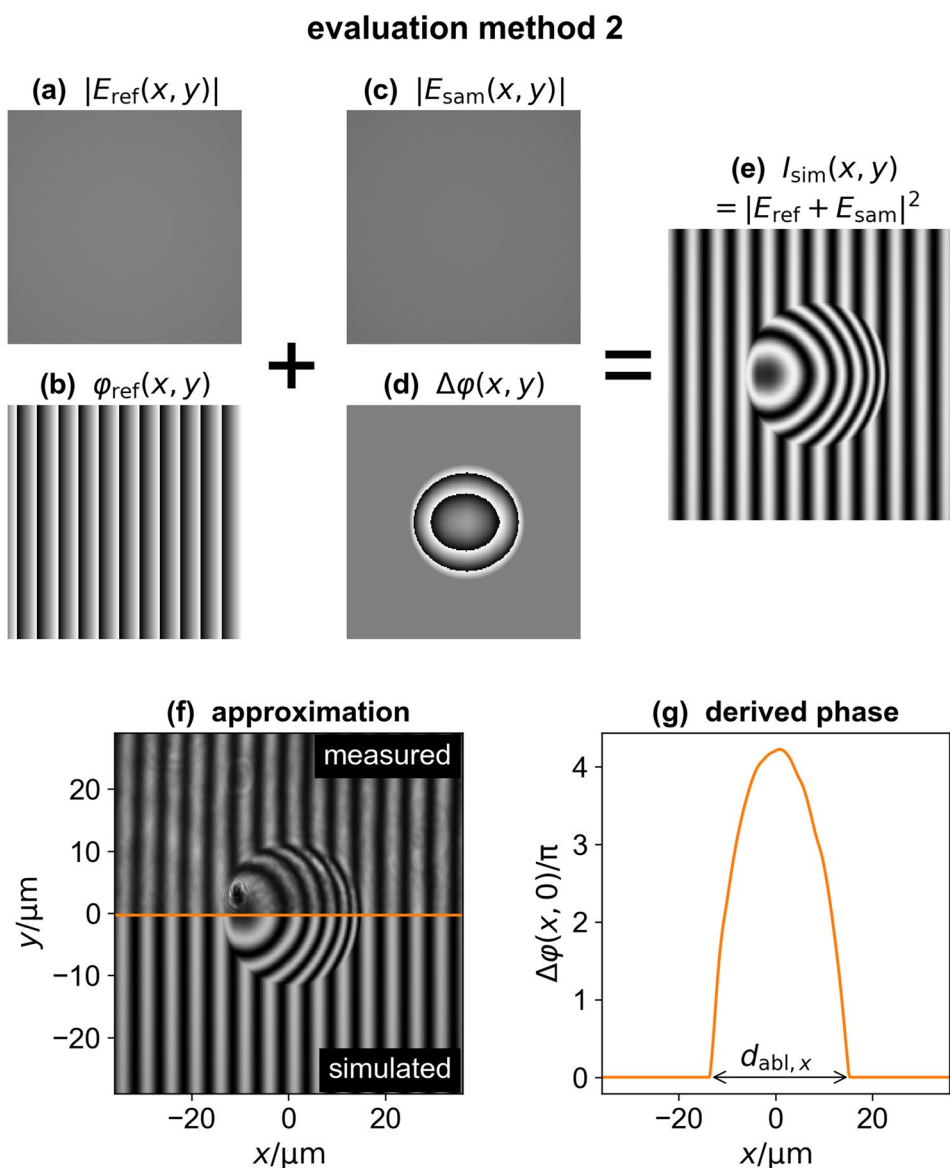 evaluation method 2
(a) |E_ref(x, y)|
(c) |E_sam(x, y)|
(e) I_sim(x, y)
= |E_ref + E_sam|²
+
=
(b) φ_ref(x, y)
(d) Δφ(x, y)
(f) approximation
measured
simulated
20
10
0
−10
−20
y/µm
−20
0
20
x/µm
(g) derived phase
4
3
2
1
0
Δφ(x, 0)/π
d_abl, x
−20
0
20
x/µm